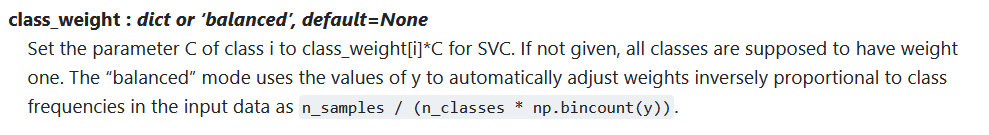 class_weight : dict or ‘balanced’, default=None
Set the parameter C of class i to class_weight[i]*C for SVC. If not given, all classes are supposed to have weight
one. The “balanced” mode uses the values of y to automatically adjust weights inversely proportional to class
frequencies in the input data as n_samples / (n_classes * np.bincount(y)).